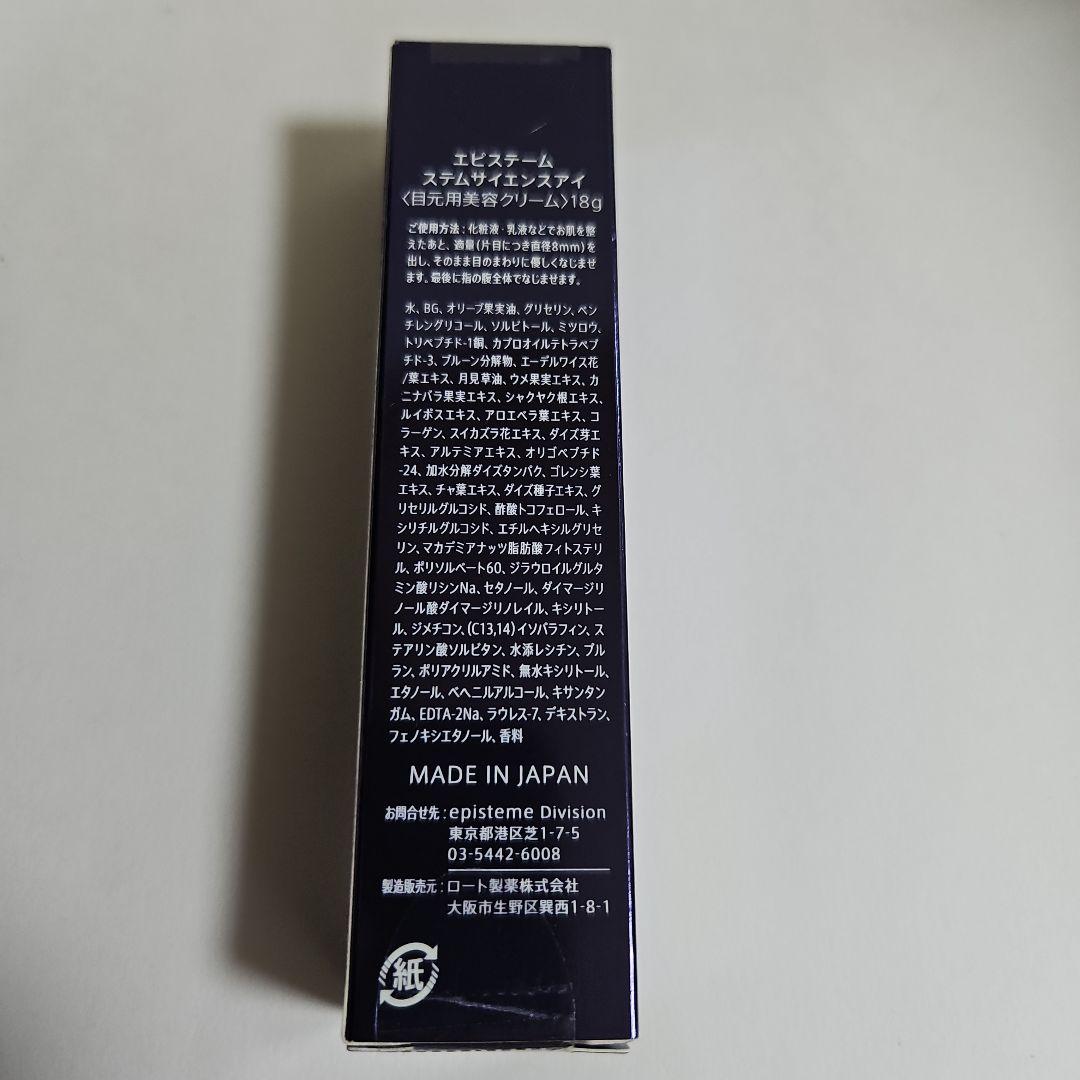 エピステーム
ステムサイエンスアイ
〈目元用美容クリーム〉18g
ご使用方法：化粧液・乳液などでお肌を整
えたあと、適量(片目につき直径8mm)を
出し、そのまま目のまわりに優しくなじませ
ます。最後に指の腹全体でなじませます。
水、BG、オリーブ果実油、グリセリン、ペン
チレングリコール、ソルビトール、ミツロウ、
トリペプチド-1銅、カプロオイルテトラペプ
チド-3、プルーン分解物、エーデルワイス花
/葉エキス、月見草油、ウメ果実エキス、カ
ニナバラ果実エキス、シャクヤク根エキス、
ルイボスエキス、アロエベラ葉エキス、コ
ラーゲン、スイカズラ花エキス、ダイズ芽エ
キス、アルテミアエキス、オリゴペプチド
-24、加水分解ダイズタンパク、ゴレンシ葉
エキス、チャ葉エキス、ダイズ種子エキス、グ
リセリルグルコシド、酢酸トコフェロール、キ
シリチルグルコシド、エチルヘキシルグリセ
リン、マカデミアナッツ脂肪酸フィトステリ
ル、ポリソルベート60、ジラウロイルグルタ
ミン酸リシンNa、セタノール、ダイマージリ
ノール酸ダイマージリノレイル、キシリトー
ル、ジメチコン、(C13,14)イソパラフィン、ス
テアリン酸ソルビタン、水添レシチン、プル
ラン、ポリアクリルアミド、無水キシリトール、
エタノール、ベヘニルアルコール、キサンタン
ガム、EDTA-2Na、ラウレス-7、デキストラン、
フェノキシエタノール、香料
MADE IN JAPAN
お問合せ先：episteme Division
東京都港区芝1-7-5
03-5442-6008
製造販売元：ロート製薬株式会社
大阪市生野区巽西1-8-1
紙